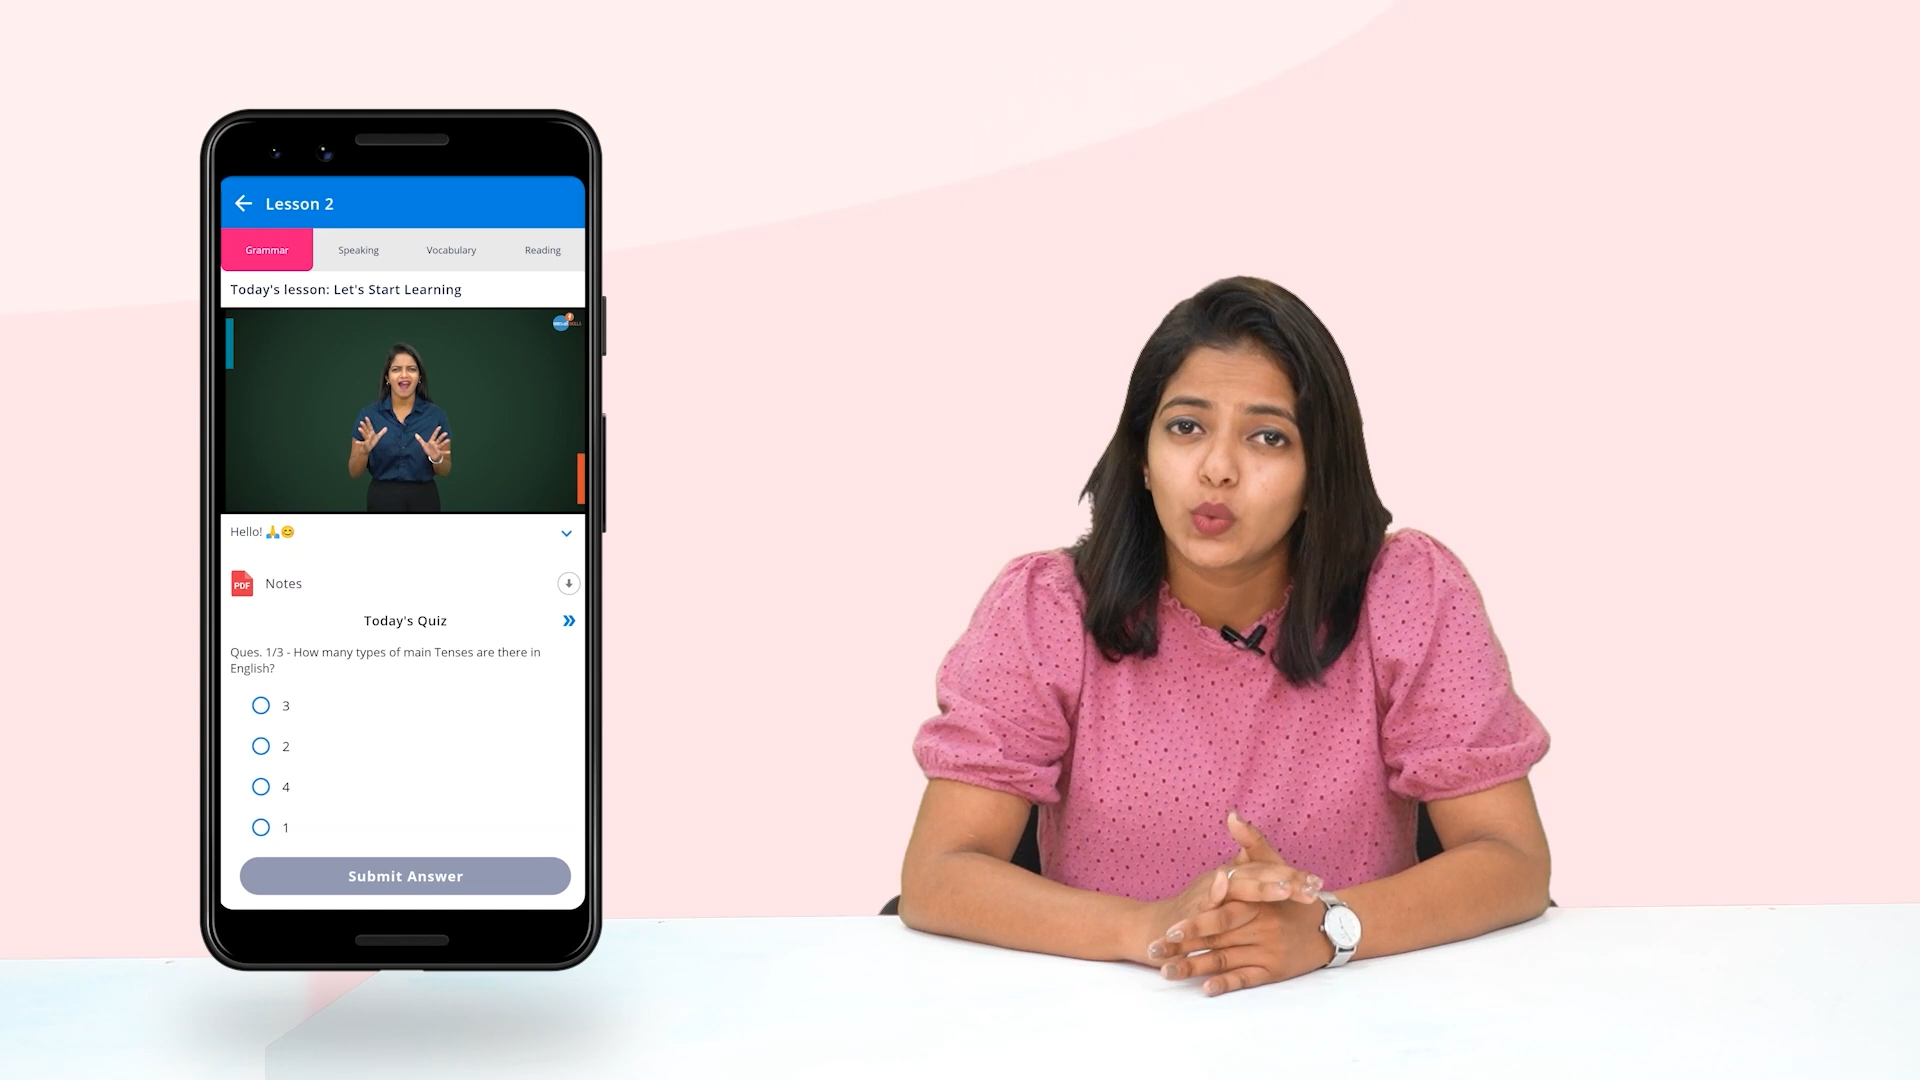 Lesson 2
Grammar Speaking Vocabulary Reading
Today's lesson: Let's Start Learning
Hello! 🙏😊
PDF Notes
Today's Quiz
Ques. 1/3 - How many types of main Tenses are there in
English?
3
2
4
1
Submit Answer